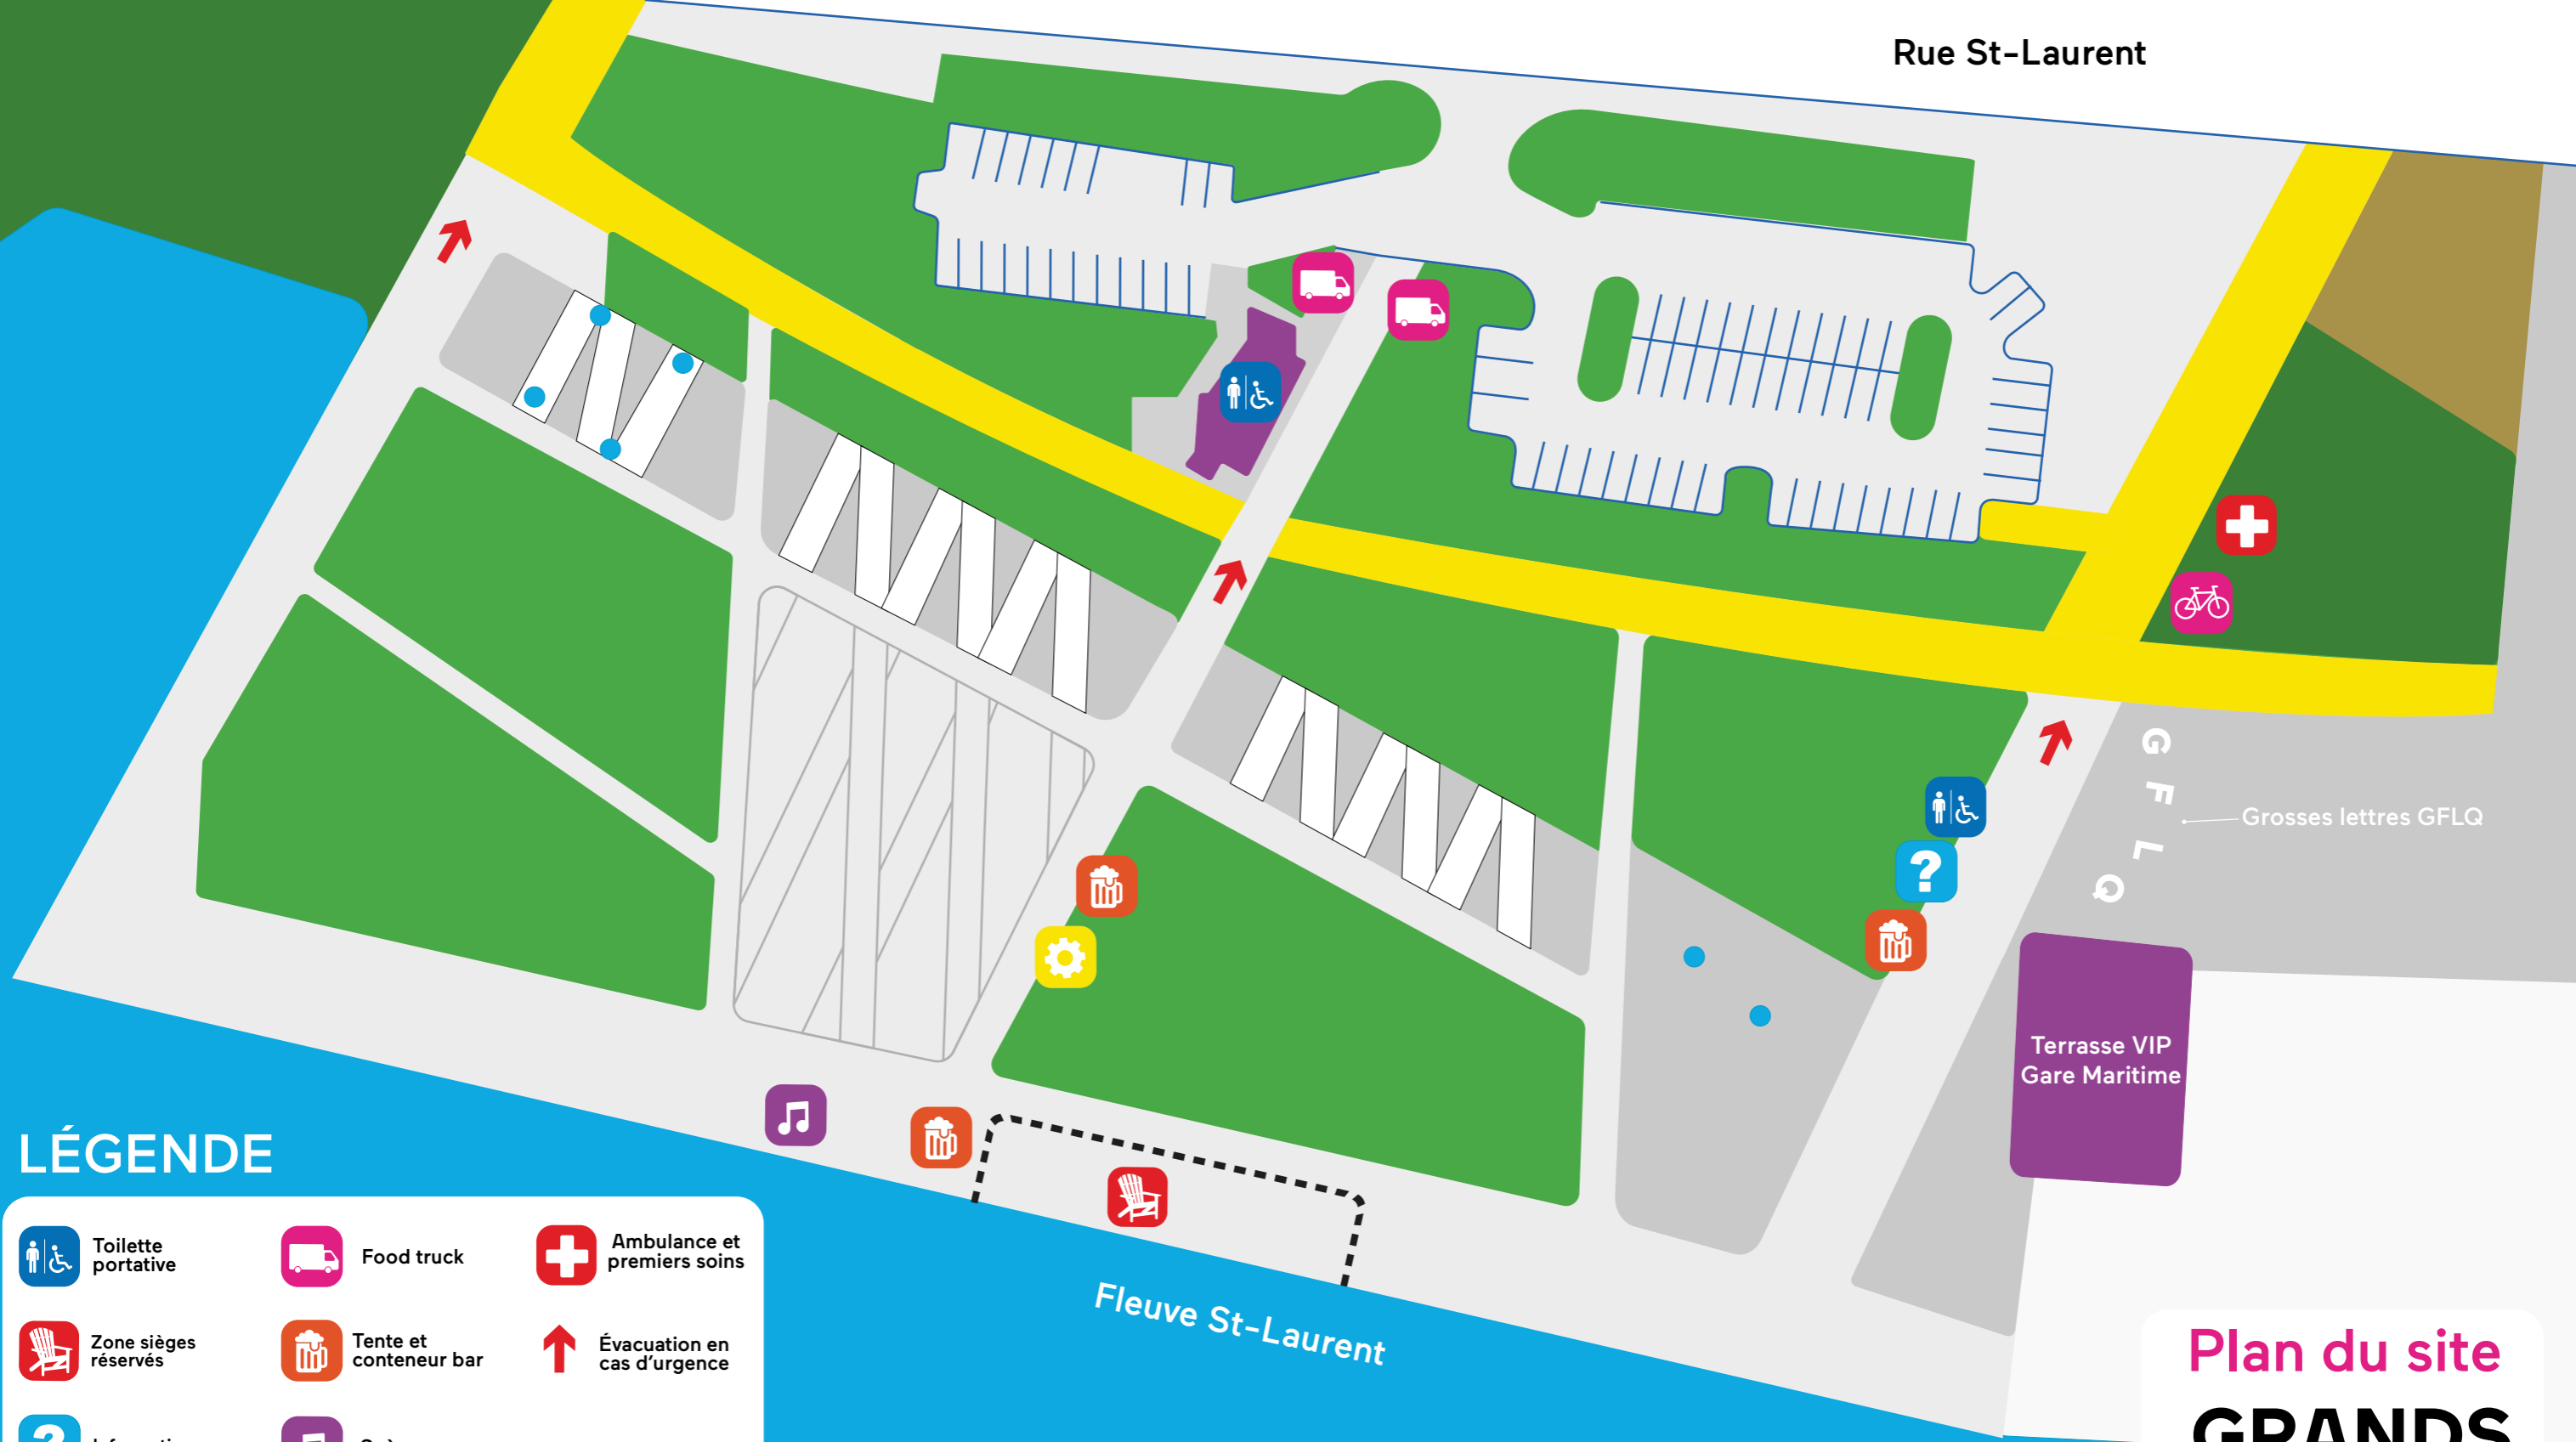 Rue St-Laurent
G
F
L
Q
Grosses lettres GFLQ
Terrasse VIP
Gare Maritime
Fleuve St-Laurent
LÉGENDE
Toilette
portative
Food truck
Ambulance et
premiers soins
Zone sièges
réservés
Tente et
conteneur bar
Évacuation en
cas d'urgence
Plan du site
GRANDS